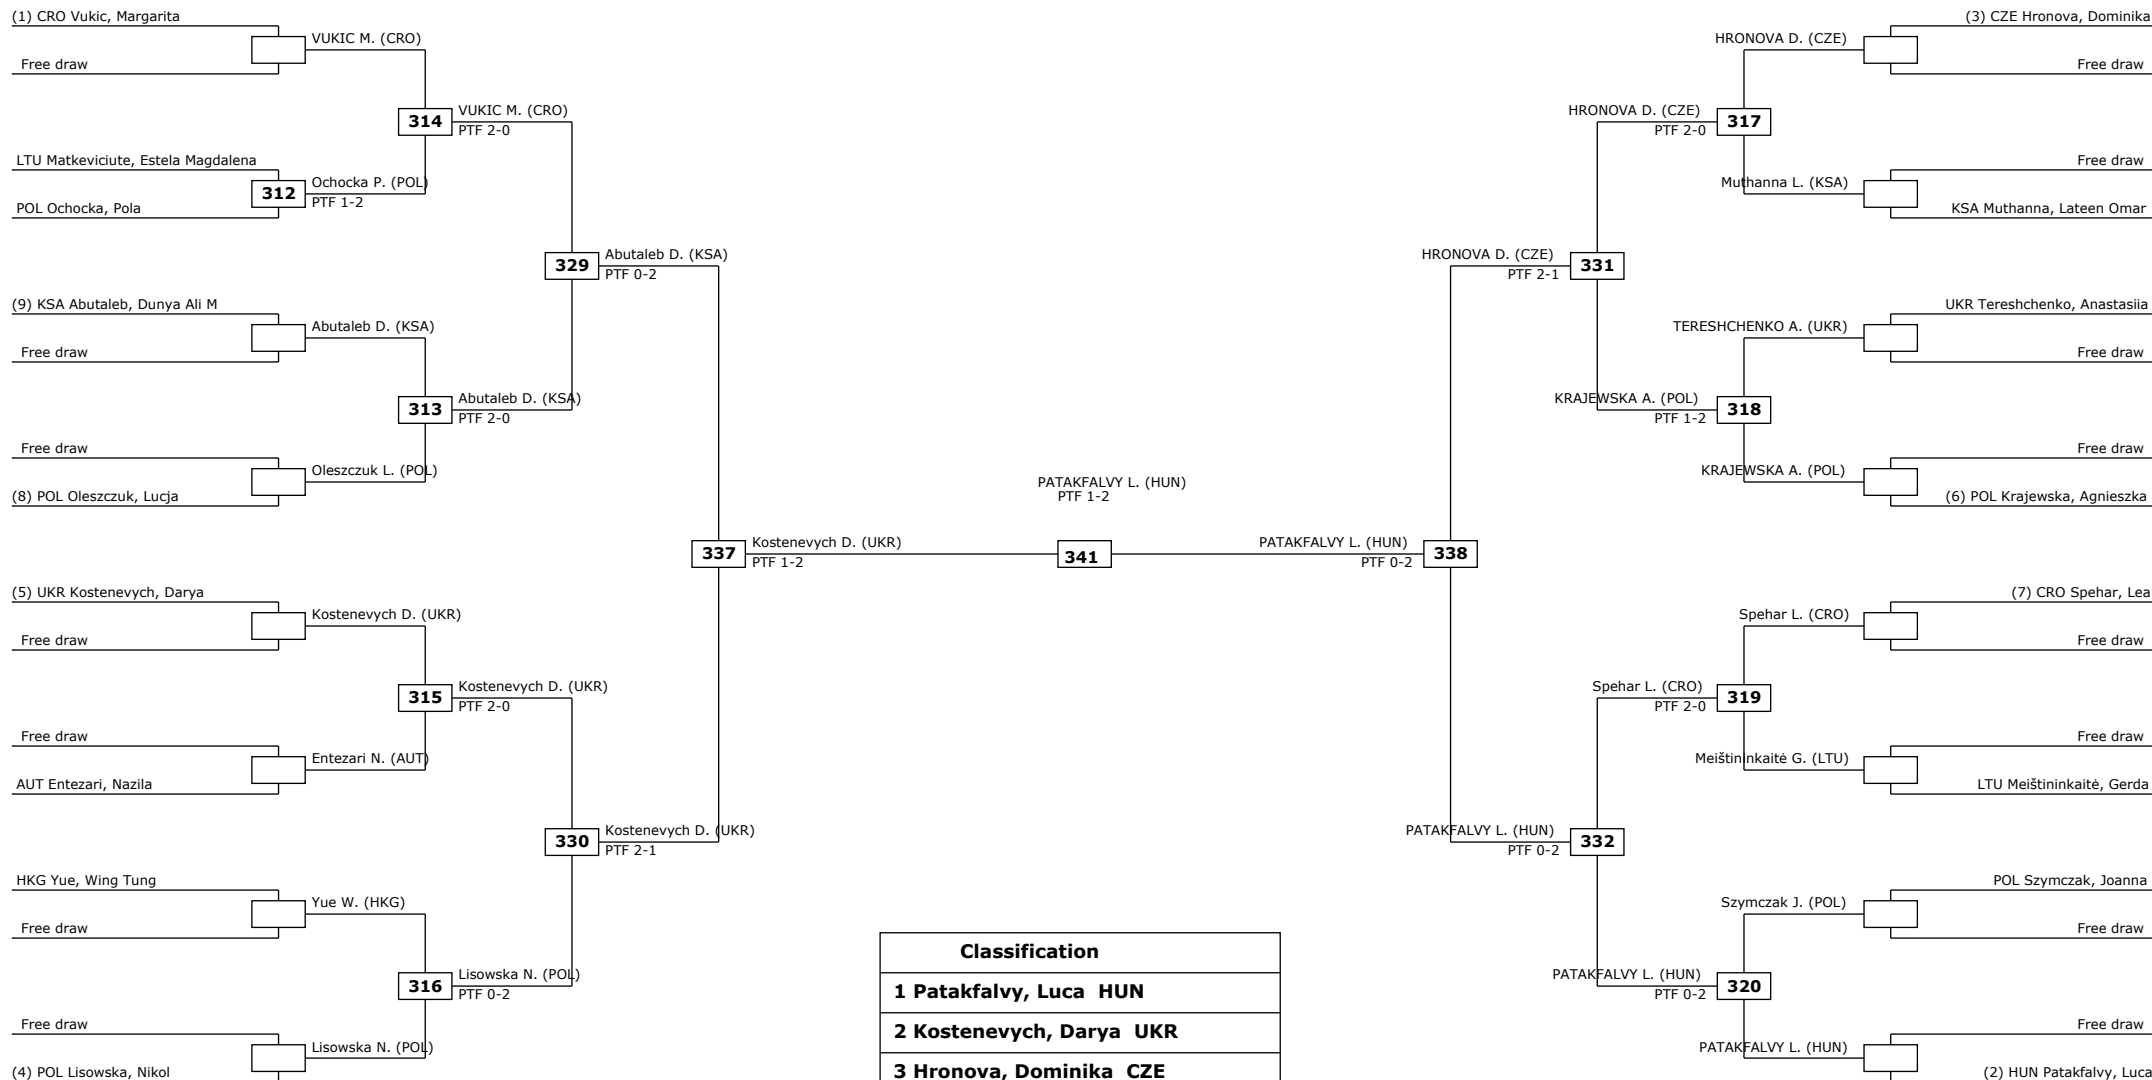 (1) CRO Vukic, Margarita
VUKIC M. (CRO)
Free draw
314
VUKIC M. (CRO)
PTF 2-0
LTU Matkeviciute, Estela Magdalena
312
Ochocka P. (POL)
PTF 1-2
POL Ochocka, Pola
329
Abutaleb D. (KSA)
PTF 0-2
(9) KSA Abutaleb, Dunya Ali M
Abutaleb D. (KSA)
Free draw
313
Abutaleb D. (KSA)
PTF 2-0
Free draw
Oleszczuk L. (POL)
(8) POL Oleszczuk, Lucja
337
Kostenevych D. (UKR)
PTF 1-2
(5) UKR Kostenevych, Darya
Kostenevych D. (UKR)
Free draw
315
Kostenevych D. (UKR)
PTF 2-0
Free draw
Entezari N. (AUT)
AUT Entezari, Nazila
330
Kostenevych D. (UKR)
PTF 2-1
HKG Yue, Wing Tung
Yue W. (HKG)
Free draw
316
Lisowska N. (POL)
PTF 0-2
Free draw
Lisowska N. (POL)
(4) POL Lisowska, Nikol
PATAKFALVY L. (HUN)
PTF 1-2
341
(3) CZE Hronova, Dominika
HRONOVA D. (CZE)
Free draw
HRONOVA D. (CZE)
PTF 2-0
317
Free draw
Muthanna L. (KSA)
KSA Muthanna, Lateen Omar
HRONOVA D. (CZE)
PTF 2-1
331
UKR Tereshchenko, Anastasiia
TERESHCHENKO A. (UKR)
Free draw
KRAJEWSKA A. (POL)
PTF 1-2
318
Free draw
KRAJEWSKA A. (POL)
(6) POL Krajewska, Agnieszka
PATAKFALVY L. (HUN)
PTF 0-2
338
(7) CRO Spehar, Lea
Spehar L. (CRO)
Free draw
Spehar L. (CRO)
PTF 2-0
319
Free draw
Meištininkaitė G. (LTU)
LTU Meištininkaitė, Gerda
PATAKFALVY L. (HUN)
PTF 0-2
332
POL Szymczak, Joanna
Szymczak J. (POL)
Free draw
PATAKFALVY L. (HUN)
PTF 0-2
320
Free draw
PATAKFALVY L. (HUN)
(2) HUN Patakfalvy, Luca
Classification
1 Patakfalvy, Luca HUN
2 Kostenevych, Darya UKR
3 Hronova, Dominika CZE